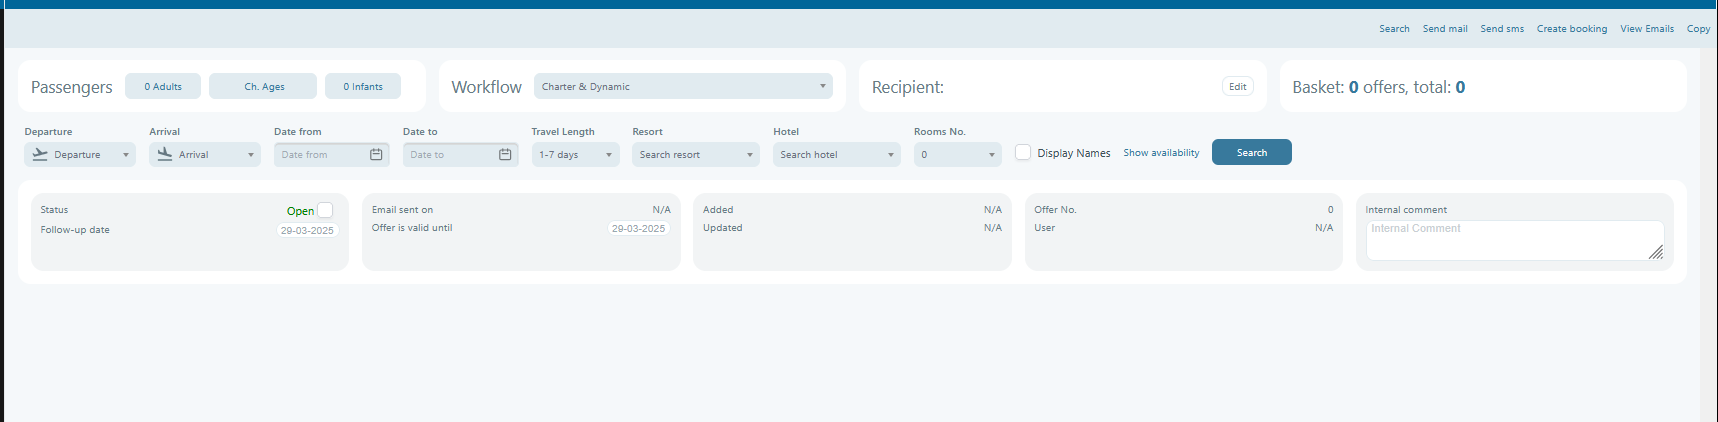 Search Send mail Send sms Create booking View Emails Copy
Passengers 0 Adults Ch. Ages 0 Infants Workflow Charter & Dynamic Recipient: Edit Basket: 0 offers, total: 0
Departure Arrival Date from Date to Travel Length Resort Hotel Rooms No.
Departure Arrival Date from Date to 1-7 days Search resort Search hotel 0 Display Names Show availability Search
Status Open Email sent on N/A Added N/A Offer No. 0 Internal comment
Follow-up date 29-03-2025 Offer is valid until 29-03-2025 Updated N/A User N/A Internal Comment